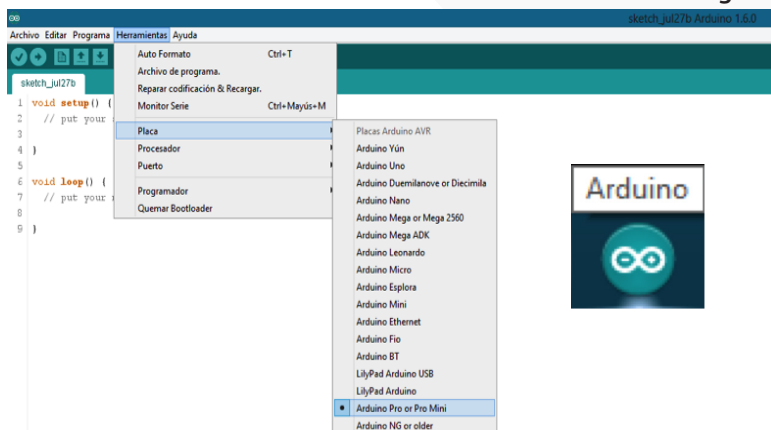 sketch_jul27b Arduino 1.6.0
Archivo Editar Programa Herramientas Ayuda
sketch_jul27b
1 void setup() {
2 // put your
3
4 }
5
6 void loop() {
7 // put your
8
9 }
Auto Formato Ctrl+T
Archivo de programa.
Reparar codificación & Recargar.
Monitor Serie Ctrl+Mayús+M
Placa
Procesador
Puerto
Programador
Quemar Bootloader
Placas Arduino AVR
Arduino Yún
Arduino Uno
Arduino Duemilanove or Diecimila
Arduino Nano
Arduino Mega or Mega 2560
Arduino Mega ADK
Arduino Leonardo
Arduino Micro
Arduino Esplora
Arduino Mini
Arduino Ethernet
Arduino Fio
Arduino BT
LilyPad Arduino USB
LilyPad Arduino
Arduino Pro or Pro Mini
Arduino NG or older
Arduino